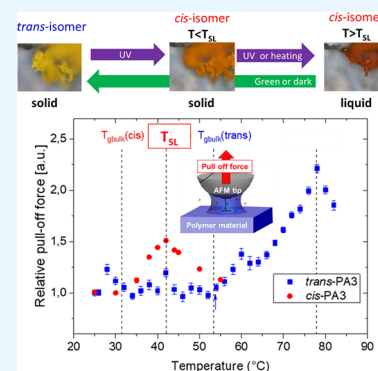 trans-isomer
cis-isomer
T<T_SL
cis-isomer
T>T_SL
UV
UV or heating
Green or dark
solid
solid
liquid
T_gbulk(cis)
T_SL
T_gbulk(trans)
Pull off force
AFM tip
Polymer material
Relative pull-off force [a.u.]
2,5
2,0
1,5
1,0
trans-PA3
cis-PA3
20 30 40 50 60 70 80 90
Temperature (°C)